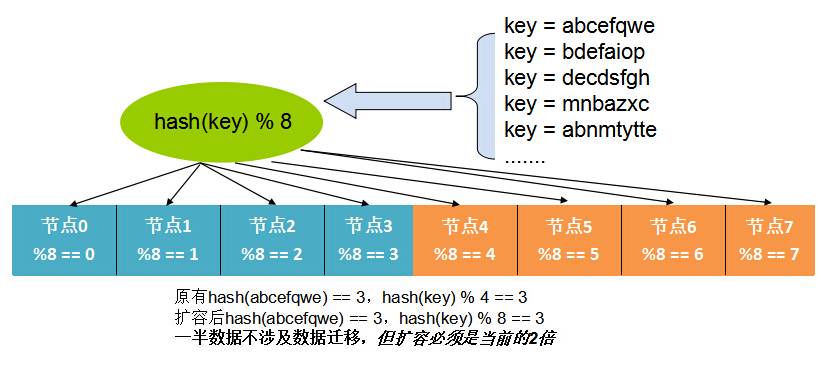 key = abcefqwe
key = bdefaiop
key = decdsfgh
key = mnbazxc
key = abnmtytte
.......
hash(key) % 8
节点0 节点1 节点2 节点3 节点4 节点5 节点6 节点7
%8 == 0 %8 == 1 %8 == 2 %8 == 3 %8 == 4 %8 == 5 %8 == 6 %8 == 7
原有hash(abcefqwe) == 3，hash(key) % 4 == 3
扩容后hash(abcefqwe) == 3，hash(key) % 8 == 3
一半数据不涉及数据迁移，但扩容必须是当前的2倍